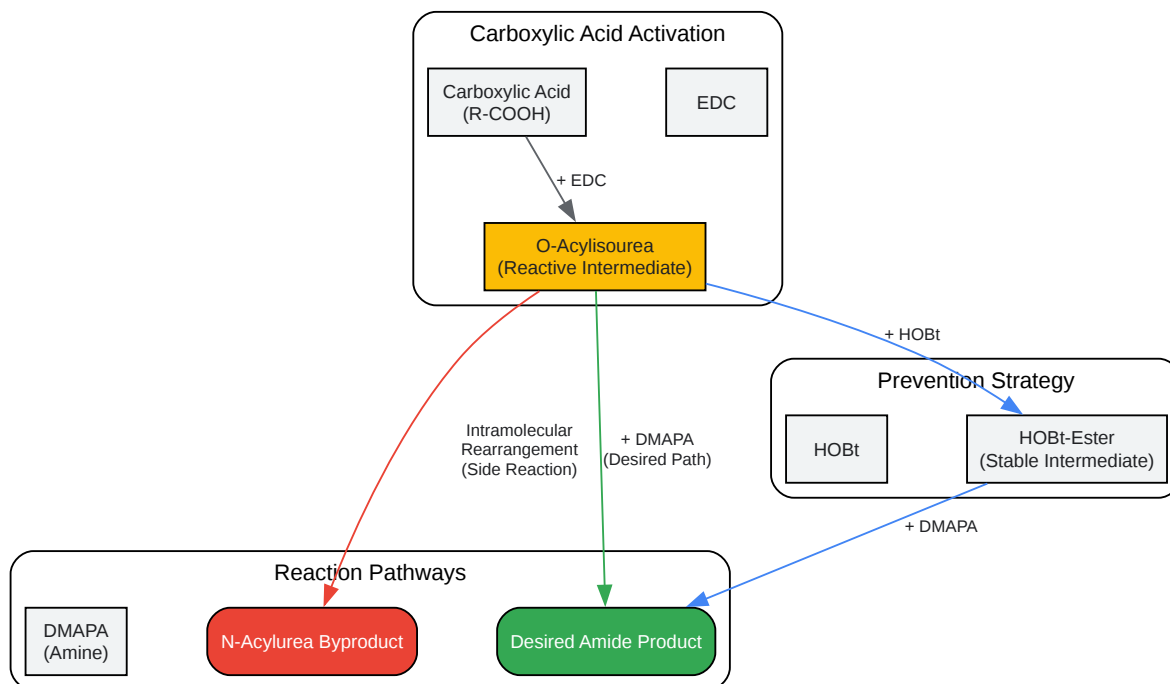 Carboxylic Acid Activation
Carboxylic Acid
(R-COOH)
EDC
+ EDC
O-Acylisourea
(Reactive Intermediate)
+ HOBt
Prevention Strategy
HOBt
HOBt-Ester
(Stable Intermediate)
Intramolecular
Rearrangement
(Side Reaction)
+ DMAPA
(Desired Path)
+ DMAPA
Reaction Pathways
DMAPA
(Amine)
N-Acylurea Byproduct
Desired Amide Product